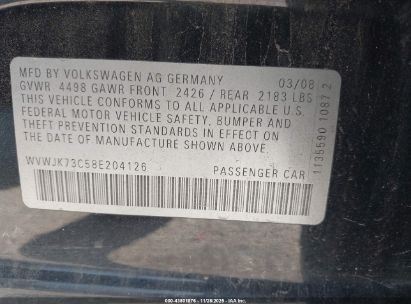 MFD BY VOLKSWAGEN AG GERMANY 03/08
GVWR 4498 GAWR FRONT 2426 / REAR 2183 LBS
THIS VEHICLE CONFORMS TO ALL APPLICABLE U.S.
FEDERAL MOTOR VEHICLE SAFETY, BUMPER AND
THEFT PREVENTION STANDARDS IN EFFECT ON
THE DATE OF MANUFACTURE SHOWN ABOVE.
WVWJK73C58E204126 PASSENGER CAR
1135590 1087 2